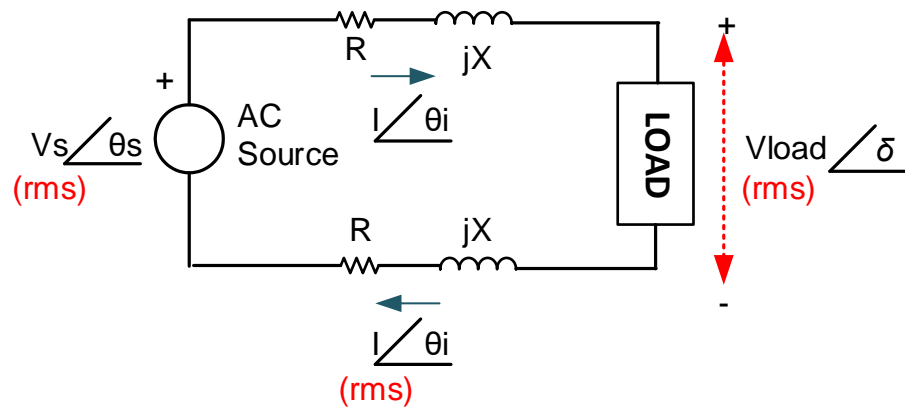 +
R
jX
+
AC
Source
I∠θi
Vs∠θs
(rms)
LOAD
Vload∠δ
(rms)
R
jX
-
I∠θi
(rms)